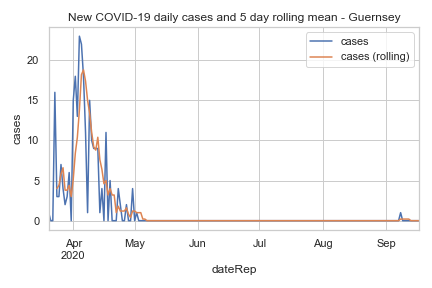 New COVID-19 daily cases and 5 day rolling mean - Guernsey
cases
cases (rolling)
20
15
10
5
0
cases
Apr
2020
May
Jun
Jul
Aug
Sep
dateRep